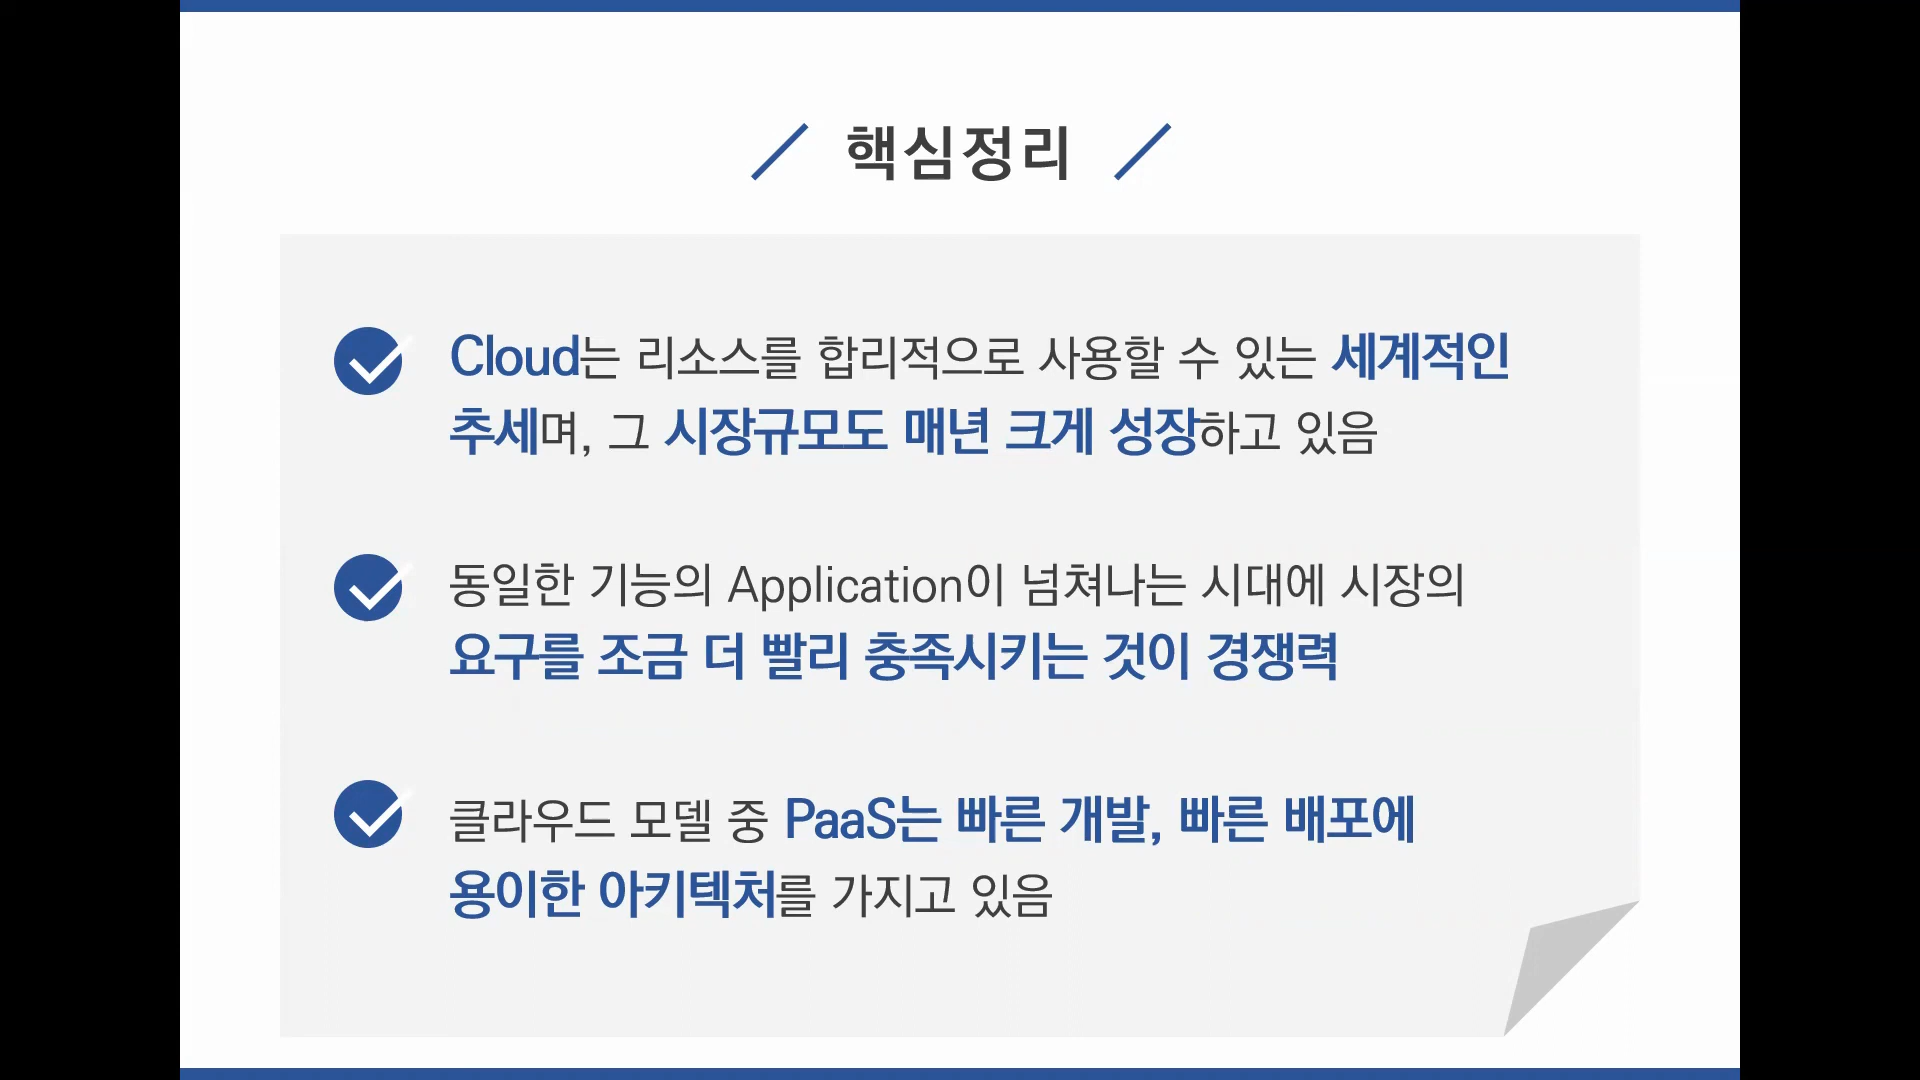 핵심정리
Cloud는 리소스를 합리적으로 사용할 수 있는 세계적인
추세며, 그 시장규모도 매년 크게 성장하고 있음
동일한 기능의 Application이 넘쳐나는 시대에 시장의
요구를 조금 더 빨리 충족시키는 것이 경쟁력
클라우드 모델 중 PaaS는 빠른 개발, 빠른 배포에
용이한 아키텍처를 가지고 있음